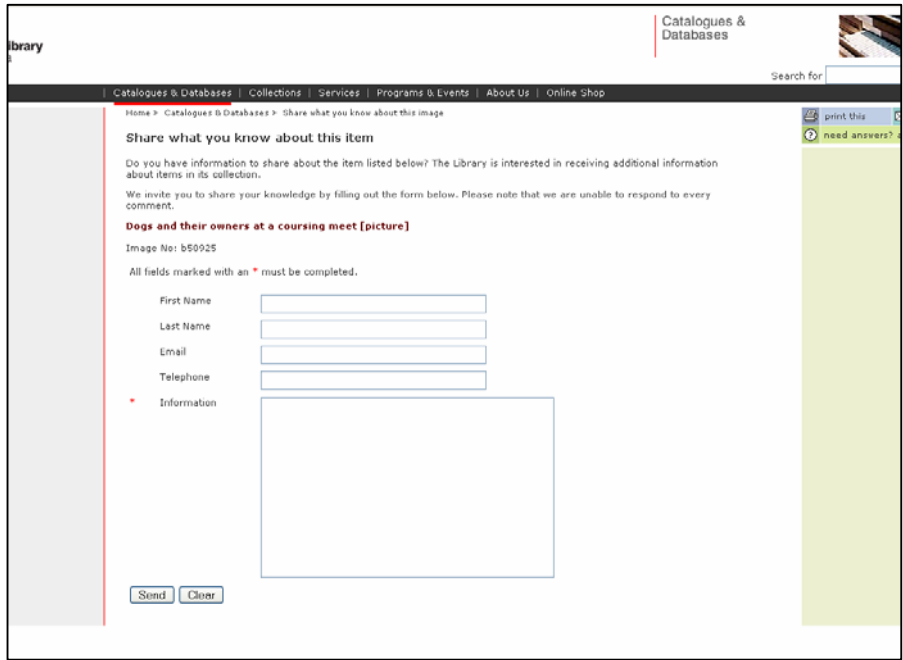 Catalogues &
Databases
ibrary
Search for
| Catalogues & Databases | Collections | Services | Programs & Events | About Us | Online Shop
Home > Catalogues & Databases > Share what you know about this image
print this
need answers? a
Share what you know about this item
Do you have information to share about the item listed below? The Library is interested in receiving additional information
about items in its collection.
We invite you to share your knowledge by filling out the form below. Please note that we are unable to respond to every
comment.
Dogs and their owners at a coursing meet [picture]
Image No: b50925
All fields marked with an * must be completed.
First Name
Last Name
Email
Telephone
* Information
Send Clear